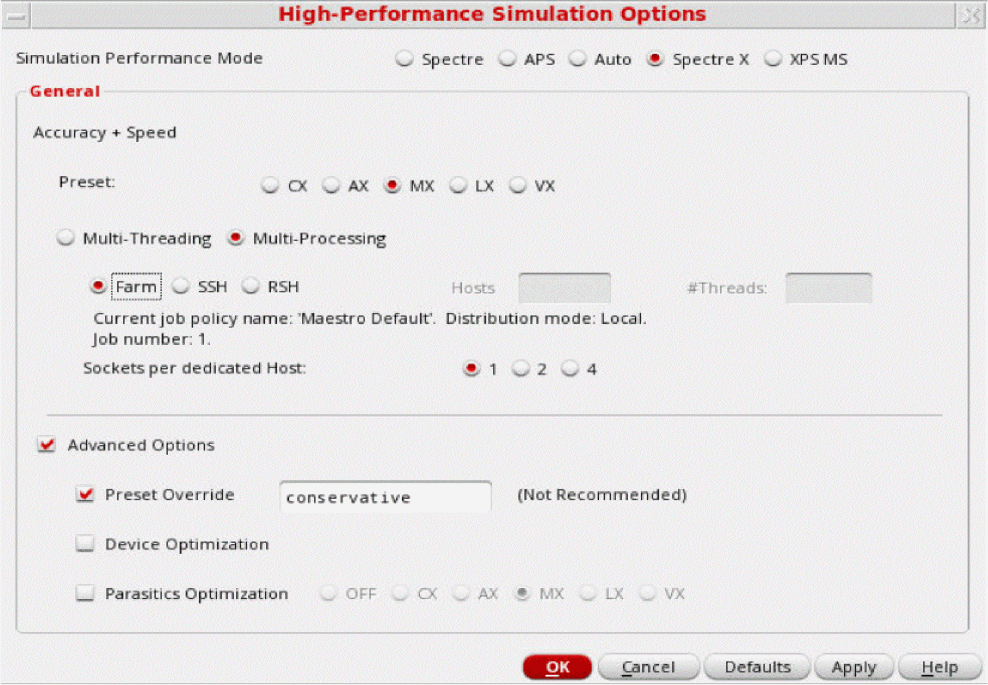 High-Performance Simulation Options
Simulation Performance Mode Spectre APS Auto Spectre X XPS MS
General
Accuracy + Speed
Preset: CX AX MX LX VX
Multi-Threading Multi-Processing
Farm SSH RSH Hosts #Threads:
Current job policy name: 'Maestro Default'. Distribution mode: Local.
Job number: 1.
Sockets per dedicated Host: 1 2 4
Advanced Options
Preset Override conservative (Not Recommended)
Device Optimization
Parasitics Optimization OFF CX AX MX LX VX
OK Cancel Defaults Apply Help